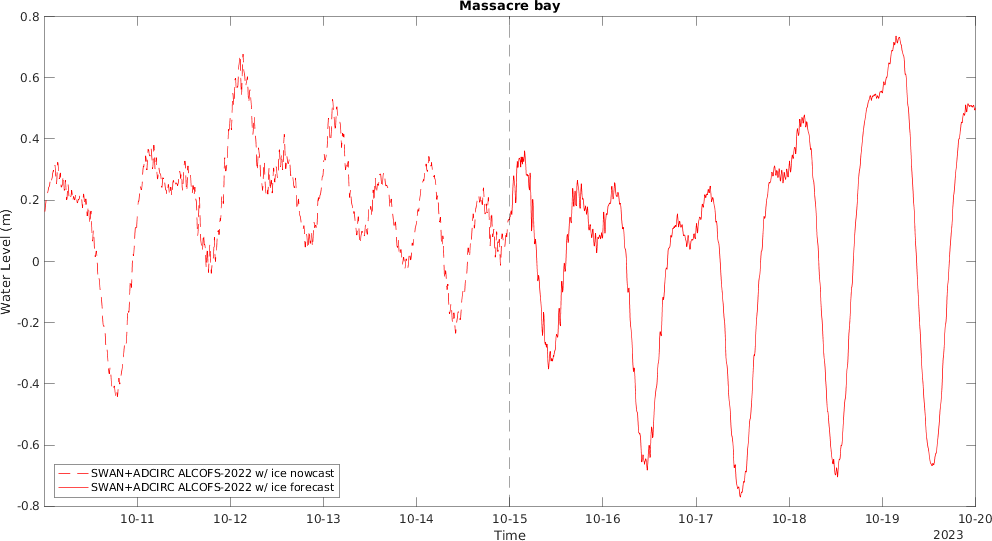 Massacre bay
0.8
0.6
0.4
0.2
0
-0.2
-0.4
-0.6
-0.8
Water Level (m)
SWAN+ADCIRC ALCOFS-2022 w/ ice nowcast
SWAN+ADCIRC ALCOFS-2022 w/ ice forecast
10-11 10-12 10-13 10-14 10-15 10-16 10-17 10-18 10-19 10-20
Time
2023